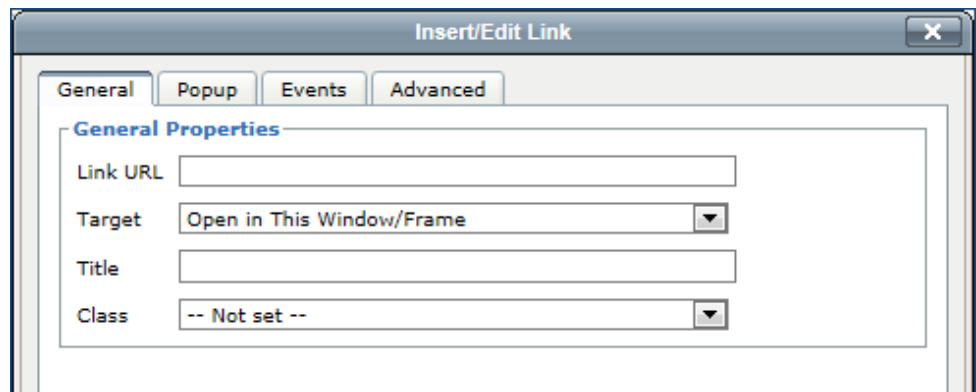 Insert/Edit Link
General Popup Events Advanced
General Properties
Link URL
Target Open in This Window/Frame
Title
Class -- Not set --